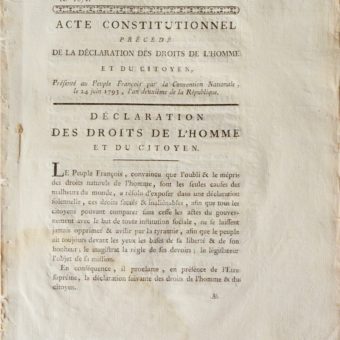 ACTE CONSTITUTIONNEL
PRÉCÉDÉ
DE LA DÉCLARATION DES DROITS DE L'HOMME
ET DU CITOYEN,
Présenté au Peuple François par la Convention Nationale,
le 24 juin 1793, l'an deuxième de la République.
DÉCLARATION
DES DROITS DE L'HOMME
ET DU CITOYEN.
LE Peuple François, convaincu que l'oubli & le mépris
des droits naturels de l'homme, sont les seules causes des
malheurs du monde, a résolu d'exposer dans une déclaration
solennelle, ces droits sacrés & inaliénables, afin que tous les
citoyens pouvant comparer sans cesse les actes du gouver-
nement avec le but de toute institution sociale, ne se laissent
jamais opprimer & avilir par la tyrannie, afin que le peuple
ait toujours devant les yeux les bases de sa liberté & de son
bonheur; le magistrat la règle de ses devoirs; le législateur
l'objet de sa mission.
En conséquence, il proclame, en présence de l'Etre
suprême, la déclaration suivante des droits de l'homme & du
citoyen.